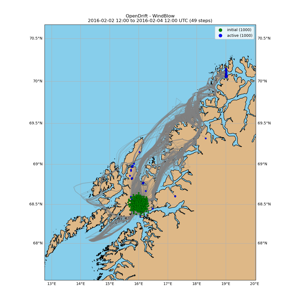 OpenDrift - WindBlow
2016-02-02 12:00 to 2016-02-04 12:00 UTC (49 steps)
initial (1000)
active (1000)
70.5°N
70.5°N
70°N
70°N
69.5°N
69.5°N
69°N
69°N
68.5°N
68.5°N
68°N
68°N
13°E
14°E
15°E
16°E
17°E
18°E
19°E
20°E